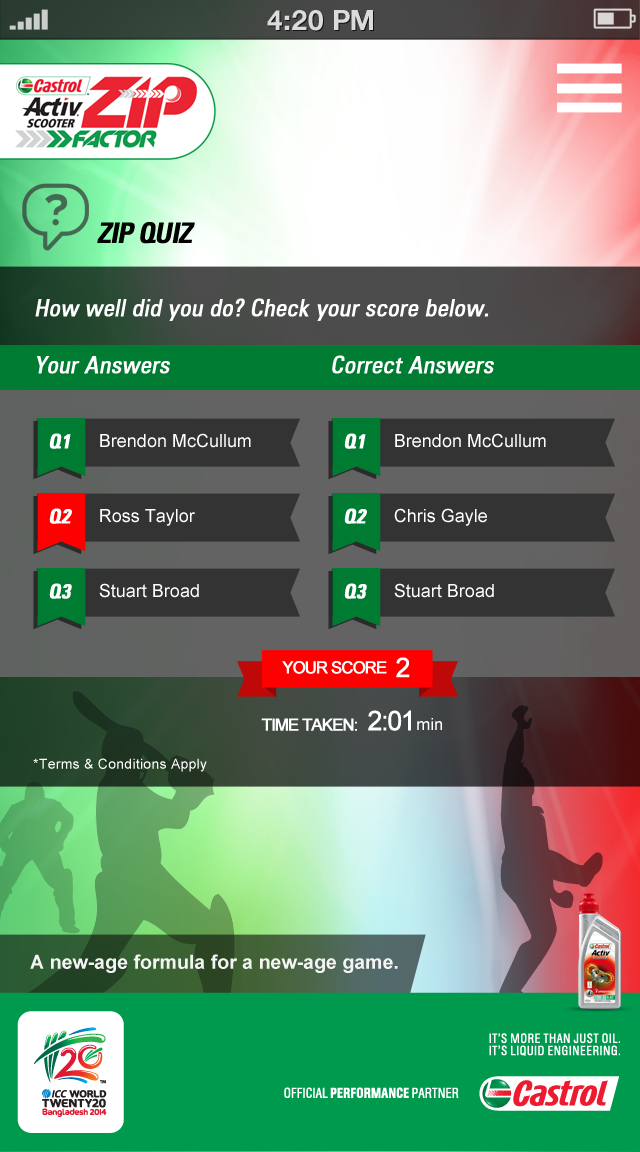 4:20 PM
Castrol
Activ
SCOOTER
ZIP
FACTOR
?
ZIP QUIZ
How well did you do? Check your score below.
Your Answers Correct Answers
Q1 Brendon McCullum Q1 Brendon McCullum
Q2 Ross Taylor Q2 Chris Gayle
Q3 Stuart Broad Q3 Stuart Broad
YOUR SCORE 2
TIME TAKEN: 2:01 min
*Terms & Conditions Apply
A new-age formula for a new-age game.
Castrol
Activ
T20
TM
ICC WORLD
TWENTY20
Bangladesh 2014
IT'S MORE THAN JUST OIL.
IT'S LIQUID ENGINEERING.
OFFICIAL PERFORMANCE PARTNER
Castrol